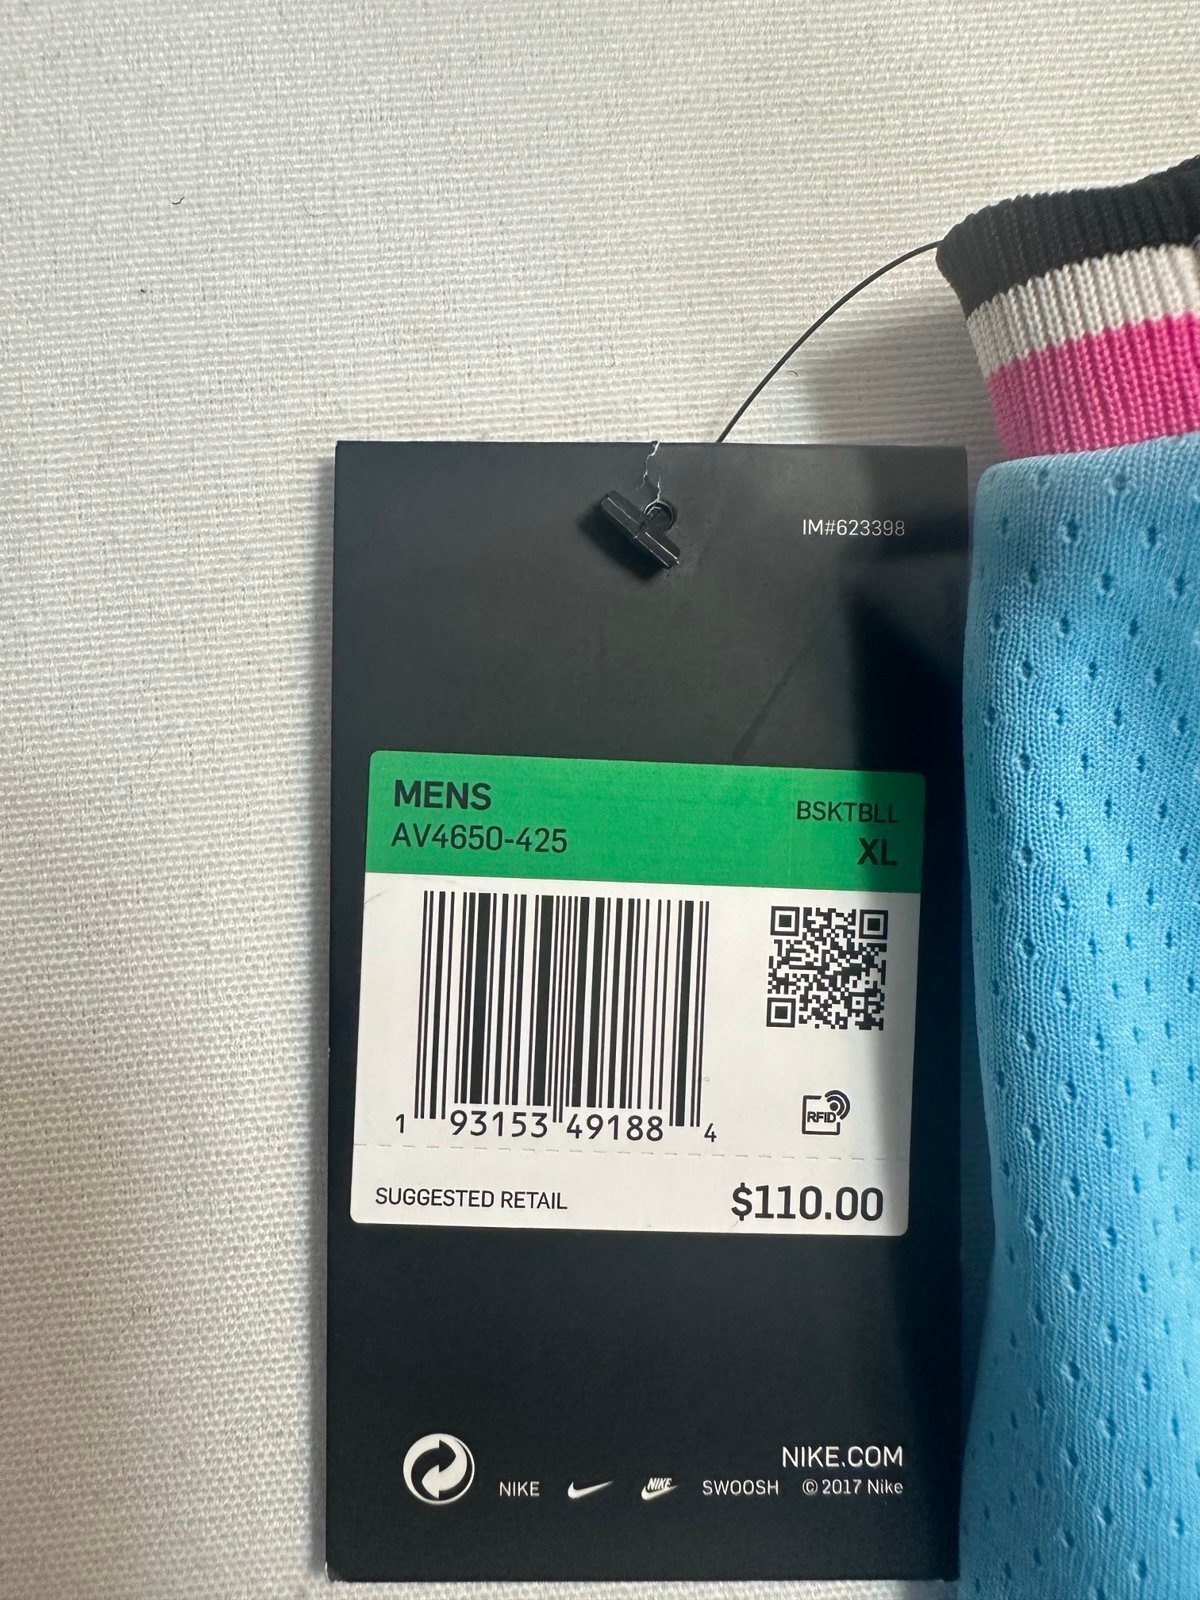 IM#623398
MENS
BSKTBLL
AV4650-425
XL
RFID
1 93153 49188 4
SUGGESTED RETAIL
$110.00
NIKE.COM
NIKE NIKE SWOOSH © 2017 Nike